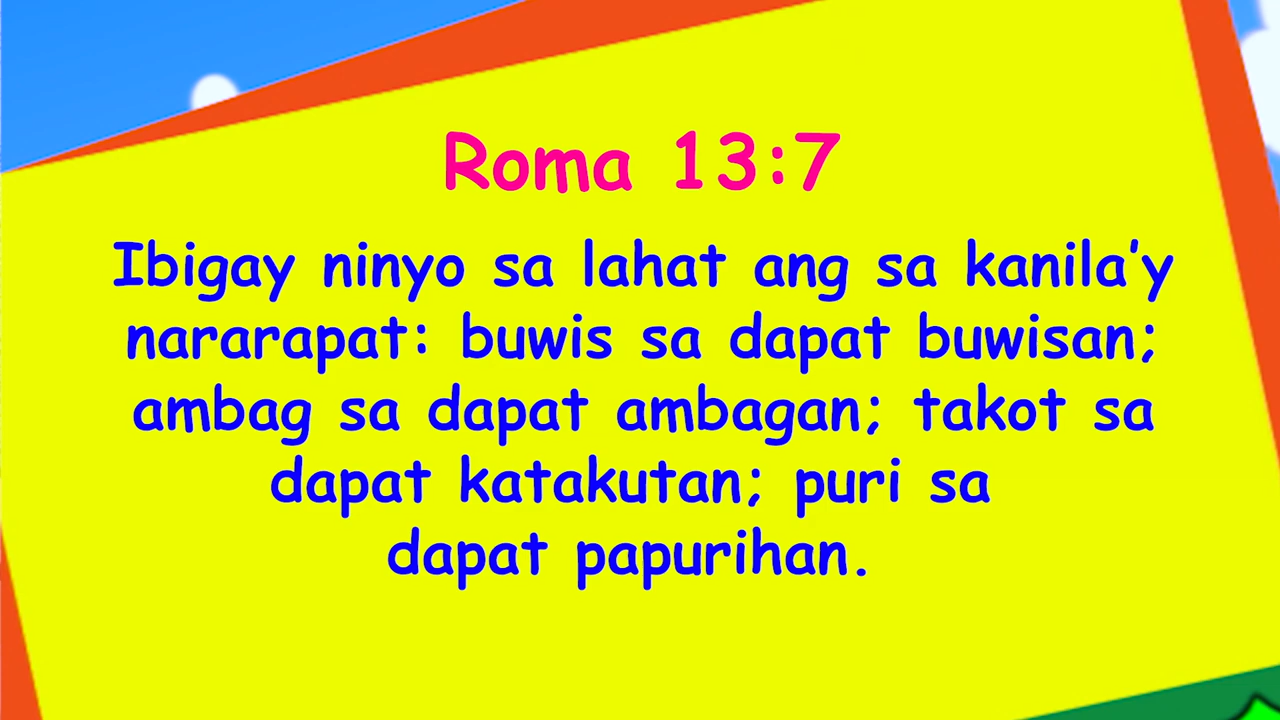 Roma 13:7
Ibigay ninyo sa lahat ang sa kanila'y
nararapat: buwis sa dapat buwisan;
ambag sa dapat ambagan; takot sa
dapat katakutan; puri sa
dapat papurihan.